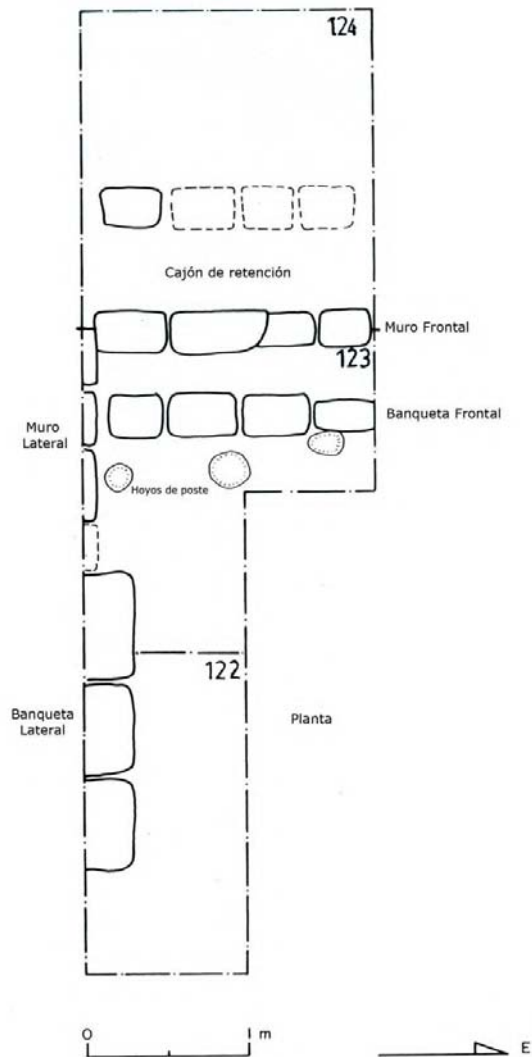 124
Cajón de retención
Muro Frontal
123
Banqueta Frontal
Muro
Lateral
Hoyos de poste
122
Banqueta
Lateral
Planta
0 1 m
E